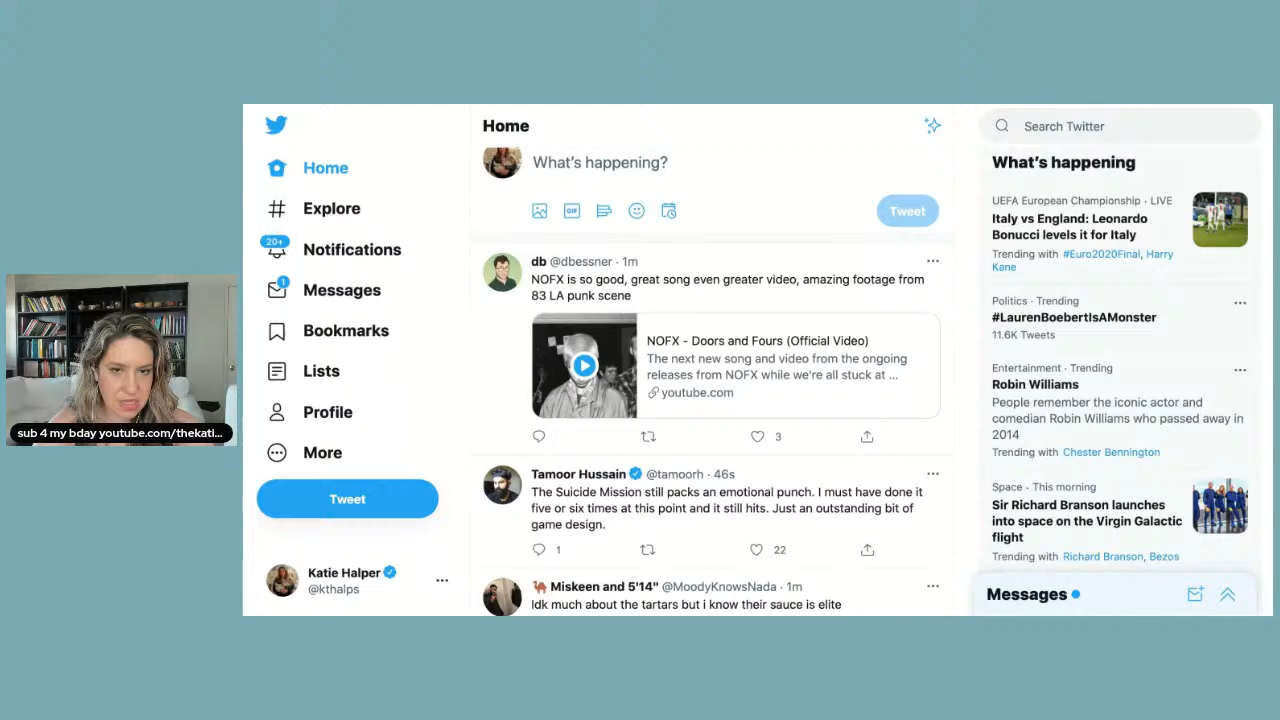 sub 4 my bday youtube.com/thekati...
Home
Explore
20+
Notifications
1
Messages
Bookmarks
Lists
Profile
More
Tweet
Katie Halper
@kthalps
Home
What's happening?
GIF
Tweet
db @dbessner · 1m
NOFX is so good, great song even greater video, amazing footage from
83 LA punk scene
NOFX - Doors and Fours (Official Video)
The next new song and video from the ongoing
releases from NOFX while we're all stuck at ...
youtube.com
3
Tamoor Hussain @tamoorh · 46s
The Suicide Mission still packs an emotional punch. I must have done it
five or six times at this point and it still hits. Just an outstanding bit of
game design.
1 22
🐪 Miskeen and 5'14" @MoodyKnowsNada · 1m
Idk much about the tartars but i know their sauce is elite
Search Twitter
What's happening
UEFA European Championship · LIVE
Italy vs England: Leonardo
Bonucci levels it for Italy
Trending with #Euro2020Final, Harry
Kane
Politics · Trending
#LaurenBoebertIsAMonster
11.6K Tweets
Entertainment · Trending
Robin Williams
People remember the iconic actor and
comedian Robin Williams who passed away in
2014
Trending with Chester Bennington
Space · This morning
Sir Richard Branson launches
into space on the Virgin Galactic
flight
Trending with Richard Branson, Bezos
Messages